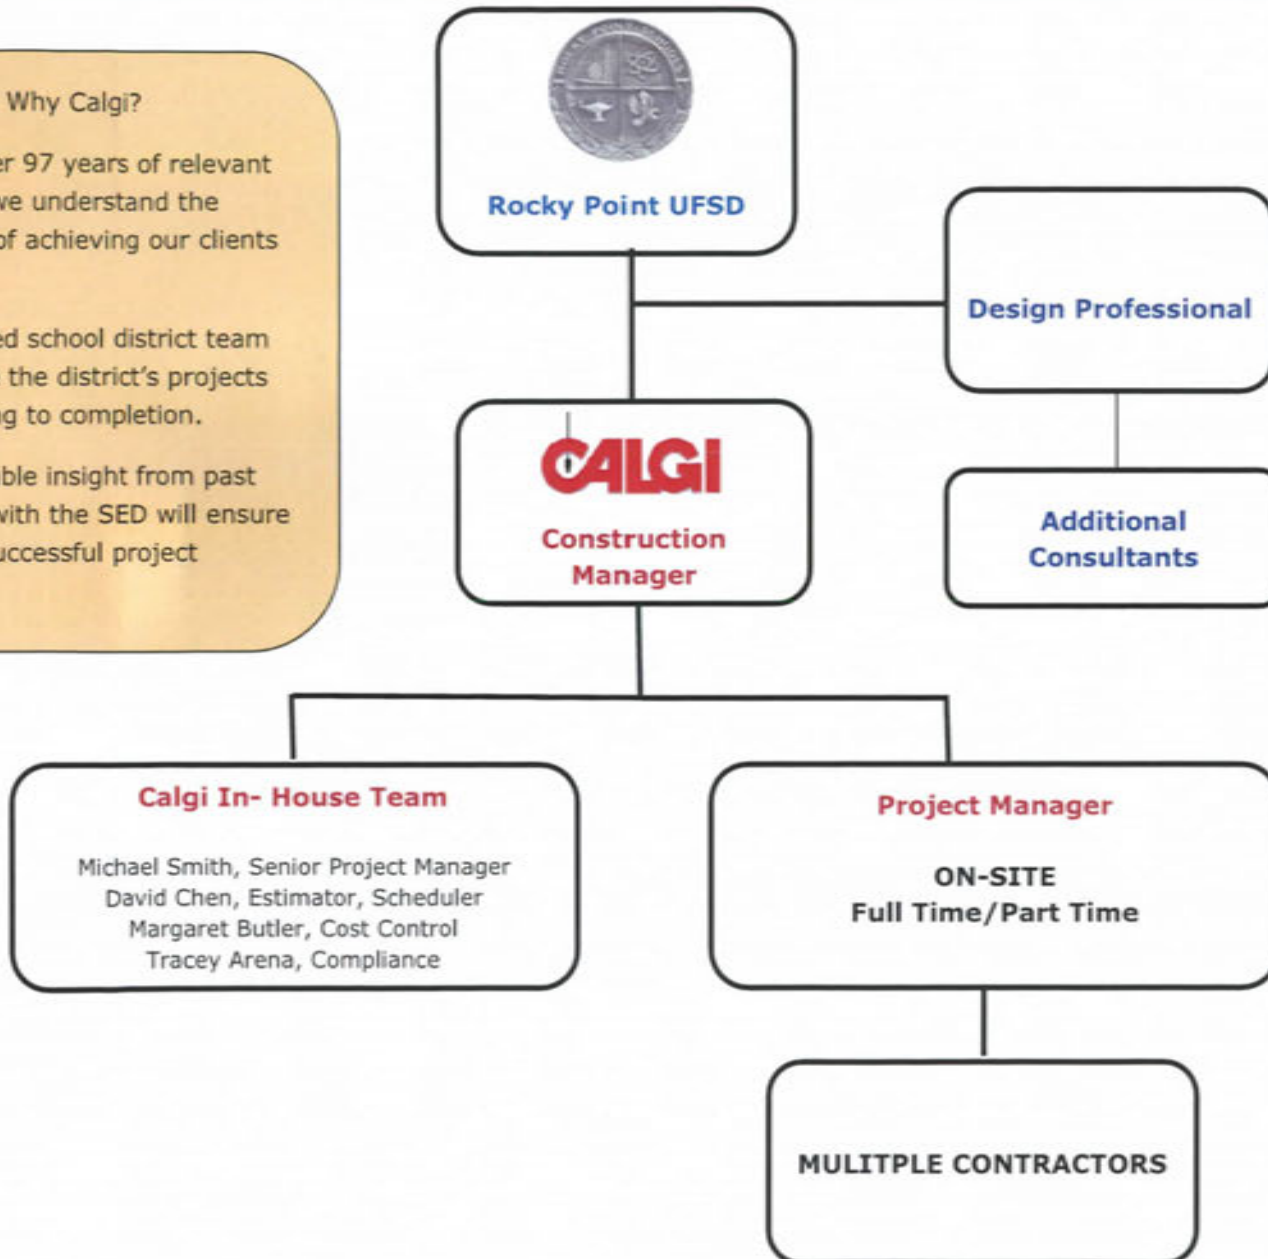 Why Calgi?
er 97 years of relevant
we understand the
of achieving our clients
ed school district team
the district's projects
g to completion.
ble insight from past
with the SED will ensure
uccessful project
Rocky Point UFSD
Design Professional
CALGI
Construction
Manager
Additional
Consultants
Calgi In- House Team
Michael Smith, Senior Project Manager
David Chen, Estimator, Scheduler
Margaret Butler, Cost Control
Tracey Arena, Compliance
Project Manager
ON-SITE
Full Time/Part Time
MULITPLE CONTRACTORS